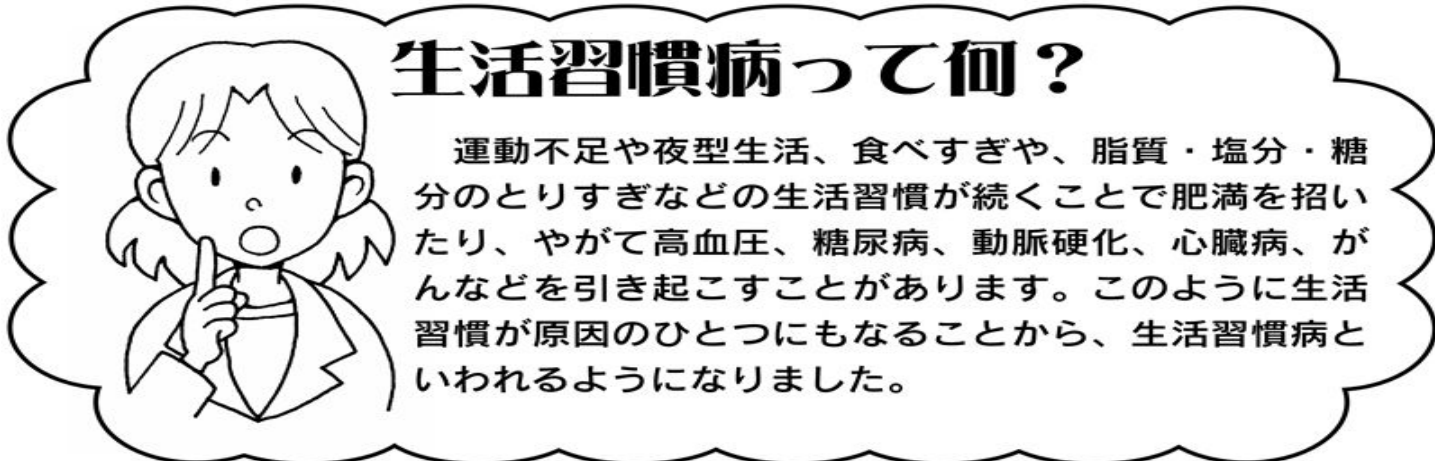 生活習慣病って何？
　運動不足や夜型生活、食べすぎや、脂質・塩分・糖
分のとりすぎなどの生活習慣が続くことで肥満を招い
たり、やがて高血圧、糖尿病、動脈硬化、心臓病、が
んなどを引き起こすことがあります。このように生活
習慣が原因のひとつにもなることから、生活習慣病と
いわれるようになりました。